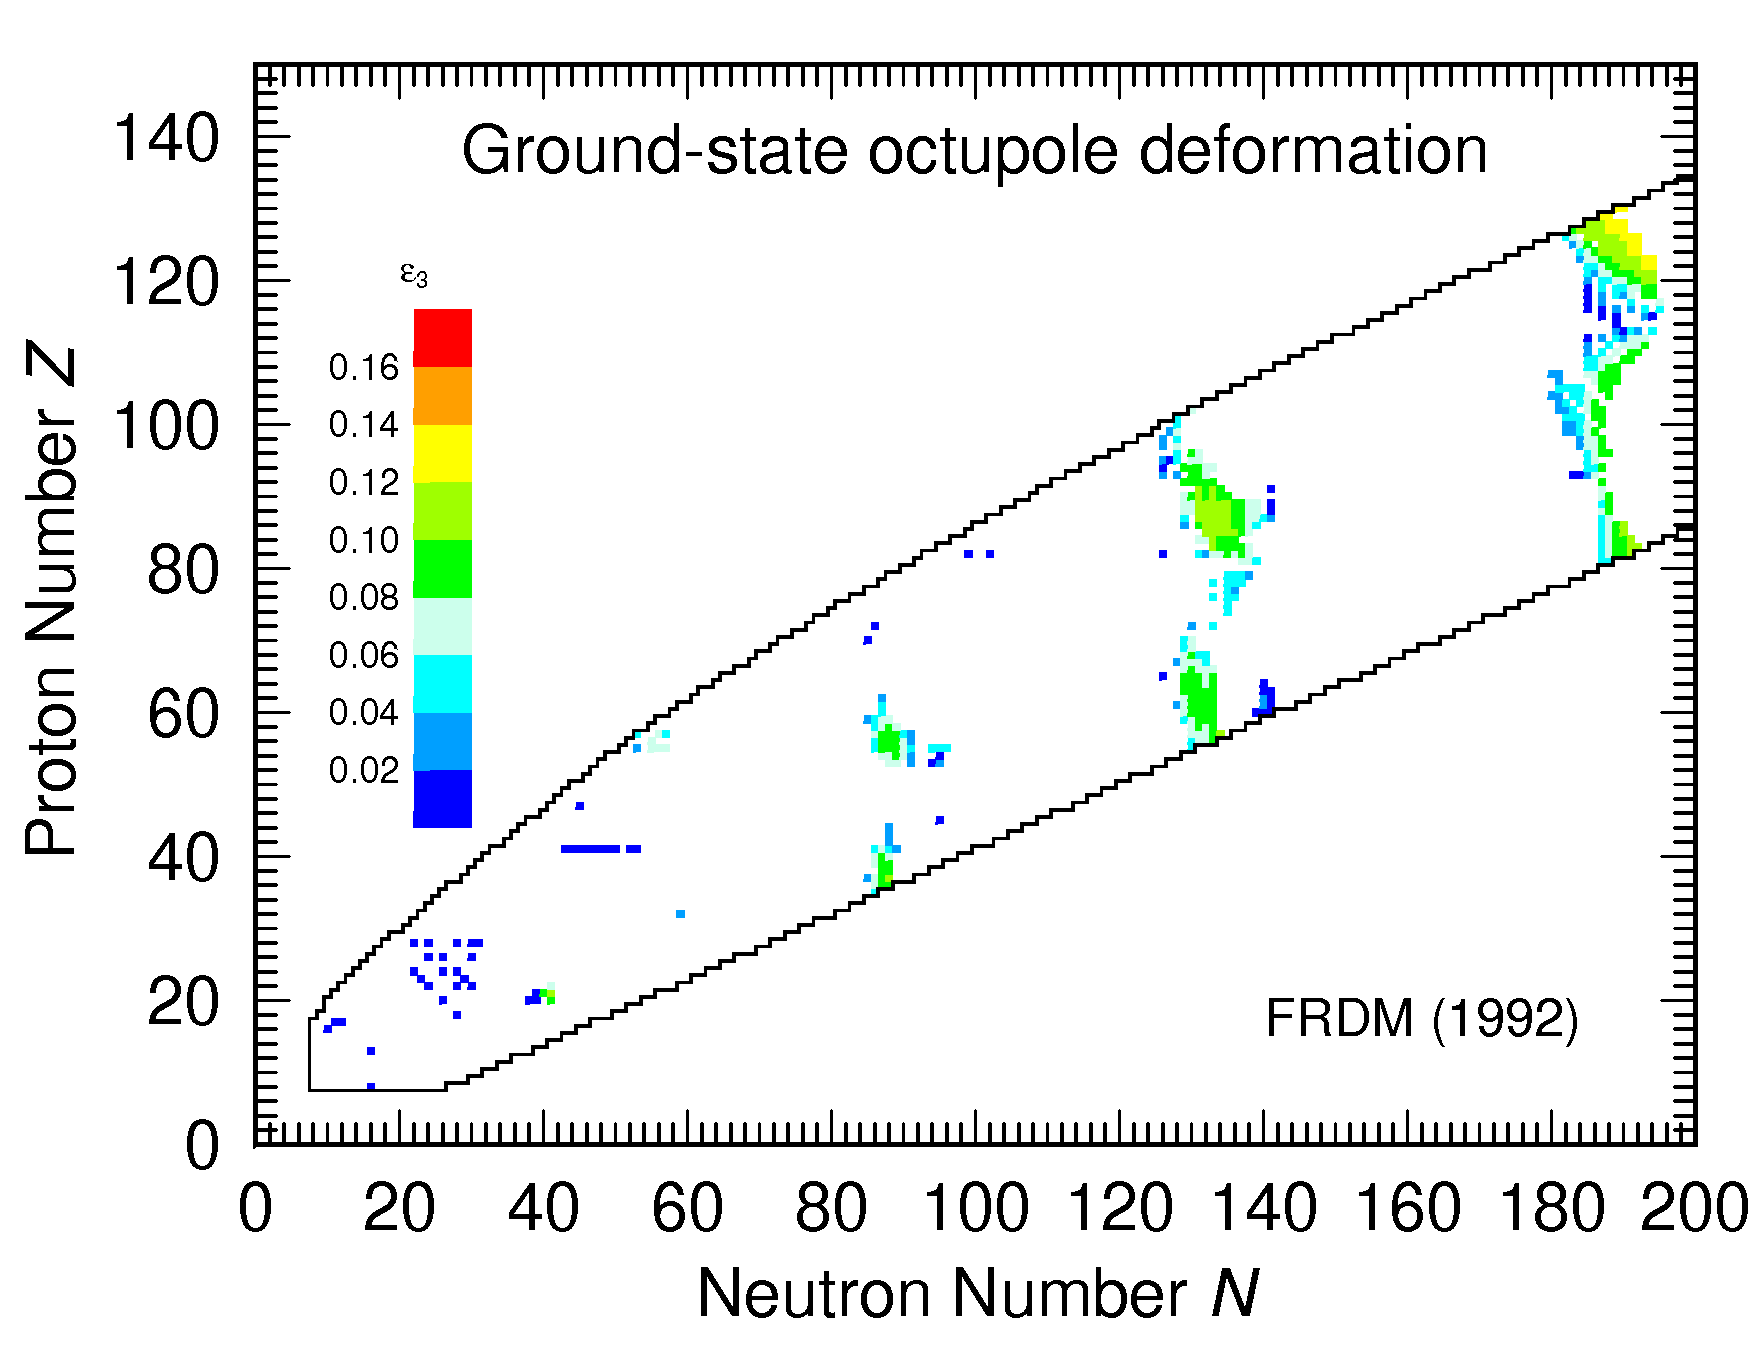 Ground-state octupole deformation
ε3
0.16
0.14
0.12
0.10
0.08
0.06
0.04
0.02
FRDM (1992)
Proton Number Z
140
120
100
80
60
40
20
0
0 20 40 60 80 100 120 140 160 180 200
Neutron Number N